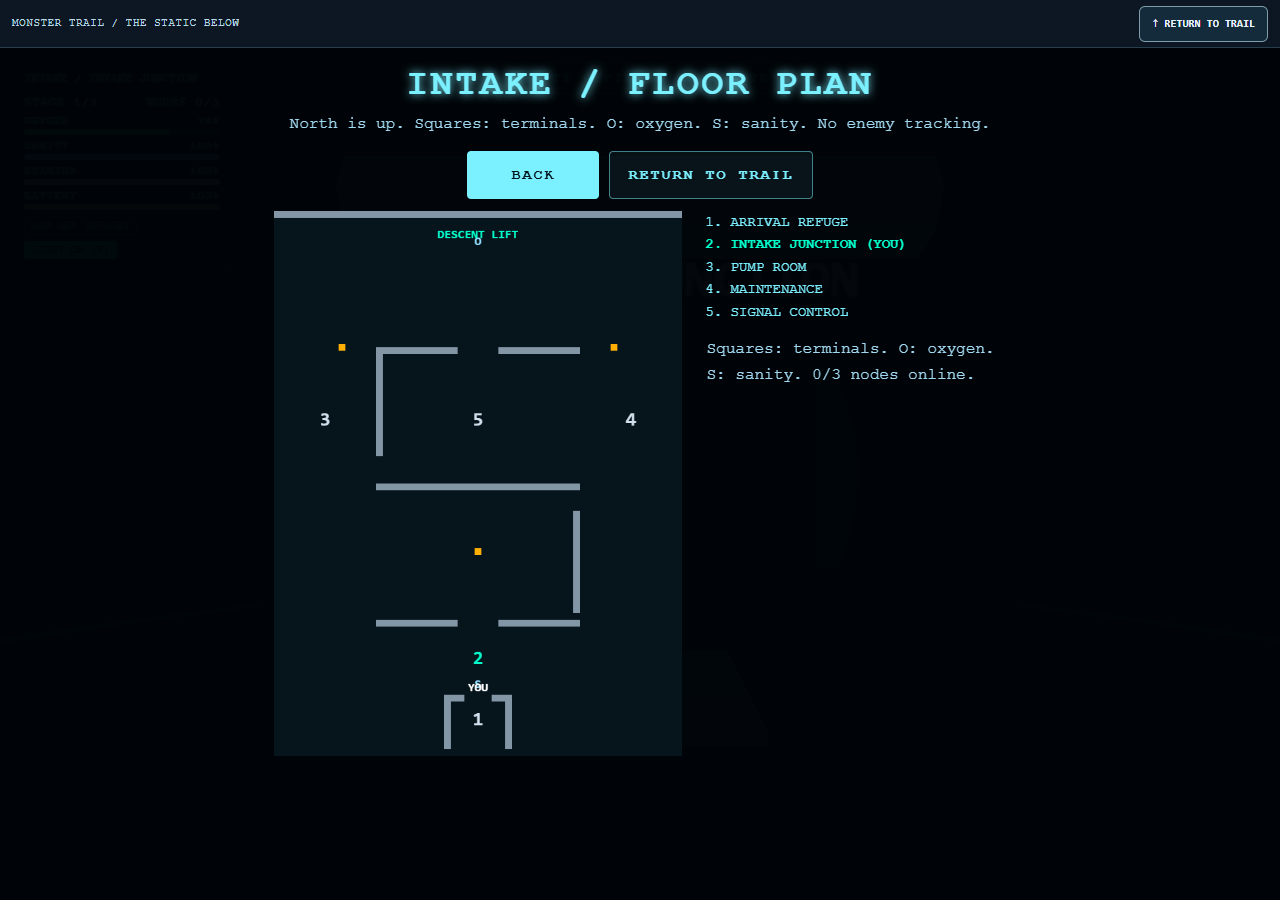 MONSTER TRAIL / THE STATIC BELOW
↑ RETURN TO TRAIL
INTAKE / FLOOR PLAN
North is up. Squares: terminals. O: oxygen. S: sanity. No enemy tracking.
BACK
RETURN TO TRAIL
DESCENT LIFT
O
3
5
4
2
YOU
1
1. ARRIVAL REFUGE
2. INTAKE JUNCTION (YOU)
3. PUMP ROOM
4. MAINTENANCE
5. SIGNAL CONTROL
Squares: terminals. O: oxygen.
S: sanity. 0/3 nodes online.